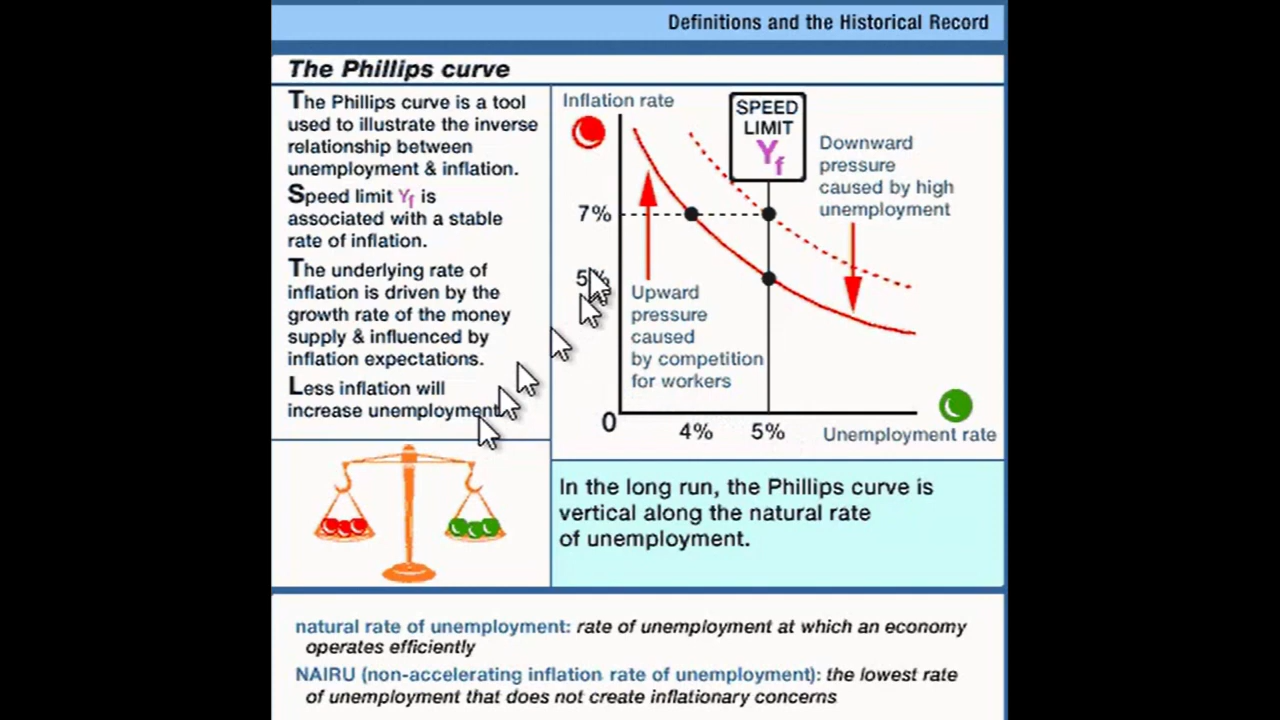 Definitions and the Historical Record
The Phillips curve
The Phillips curve is a tool
used to illustrate the inverse
relationship between
unemployment & inflation.
Speed limit Yf is
associated with a stable
rate of inflation.
The underlying rate of
inflation is driven by the
growth rate of the money
supply & influenced by
inflation expectations.
Less inflation will
increase unemployment
Inflation rate
SPEED
LIMIT
Yf
Downward
pressure
caused by high
unemployment
7%
5%
Upward
pressure
caused
by competition
for workers
0
4%
5%
Unemployment rate
In the long run, the Phillips curve is
vertical along the natural rate
of unemployment.
natural rate of unemployment: rate of unemployment at which an economy
operates efficiently
NAIRU (non-accelerating inflation rate of unemployment): the lowest rate
of unemployment that does not create inflationary concerns